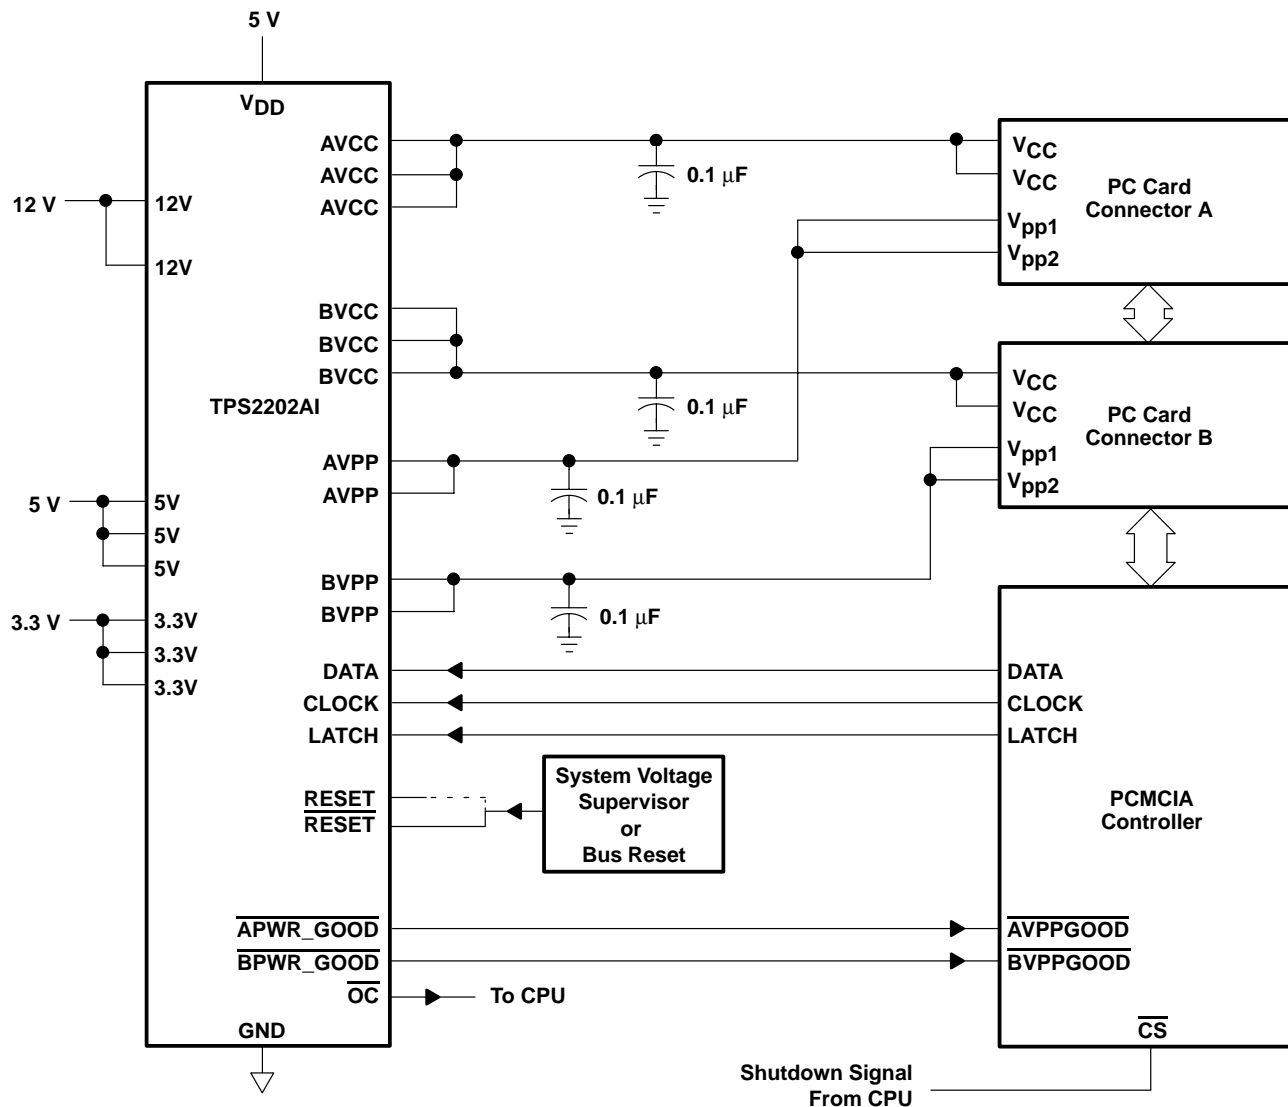 5 V
VDD
AVCC
AVCC
AVCC
12 V
12V
12V
BVCC
BVCC
BVCC
TPS2202AI
AVPP
AVPP
5 V
5V
5V
5V
BVPP
BVPP
3.3 V
3.3V
3.3V
3.3V
DATA
CLOCK
LATCH
RESET
RESET
APWR_GOOD
BPWR_GOOD
OC
To CPU
GND
0.1 μF
0.1 μF
0.1 μF
0.1 μF
System Voltage
Supervisor
or
Bus Reset
VCC
VCC
Vpp1
Vpp2
PC Card
Connector A
VCC
VCC
Vpp1
Vpp2
PC Card
Connector B
DATA
CLOCK
LATCH
PCMCIA
Controller
AVPPGOOD
BVPPGOOD
CS
Shutdown Signal
From CPU